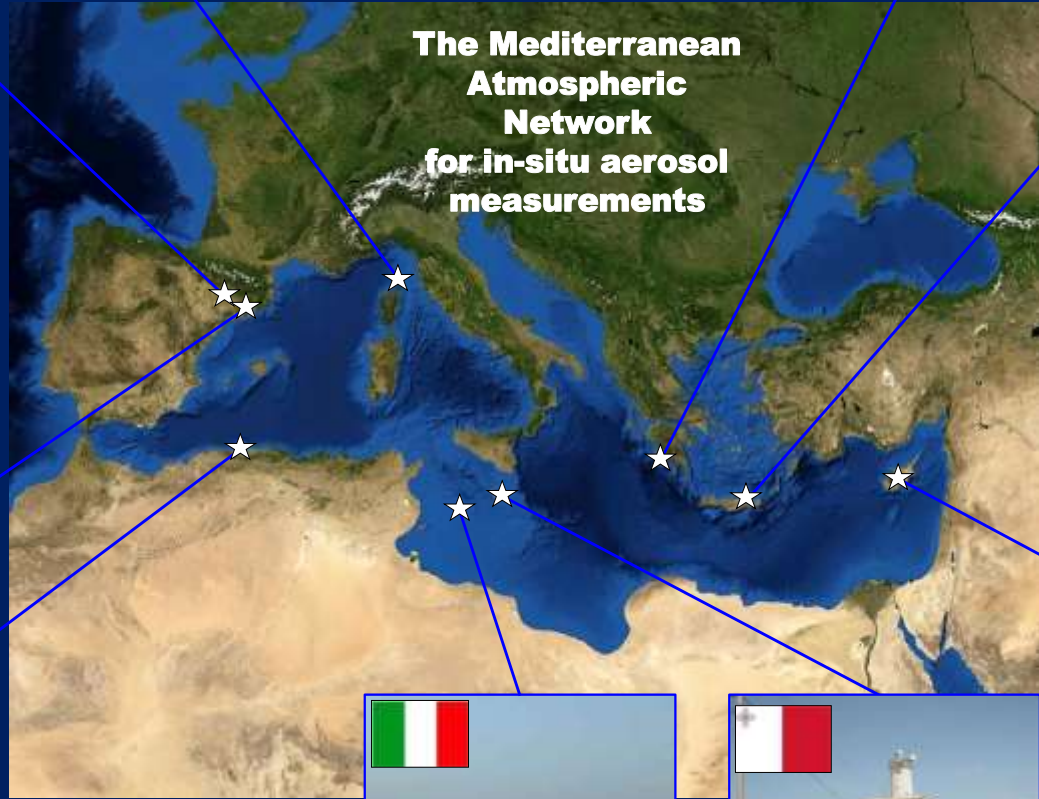 The Mediterranean
Atmospheric
Network
for in-situ aerosol
measurements